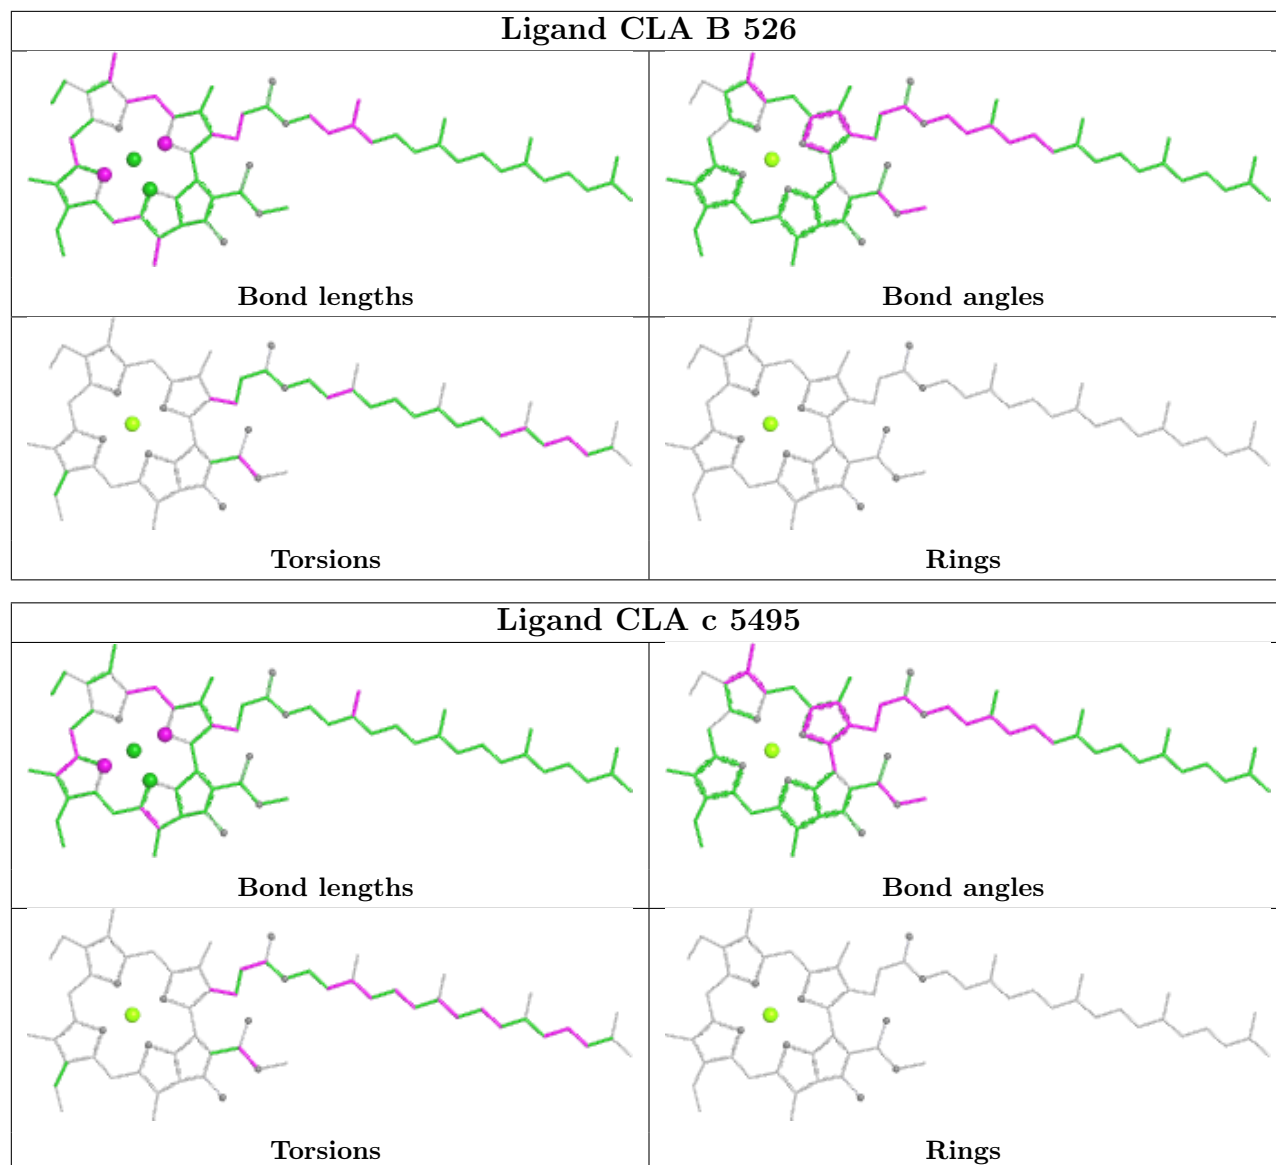 Ligand CLA B 526
Bond lengths
Bond angles
Torsions
Rings
Ligand CLA c 5495
Bond lengths
Bond angles
Torsions
Rings